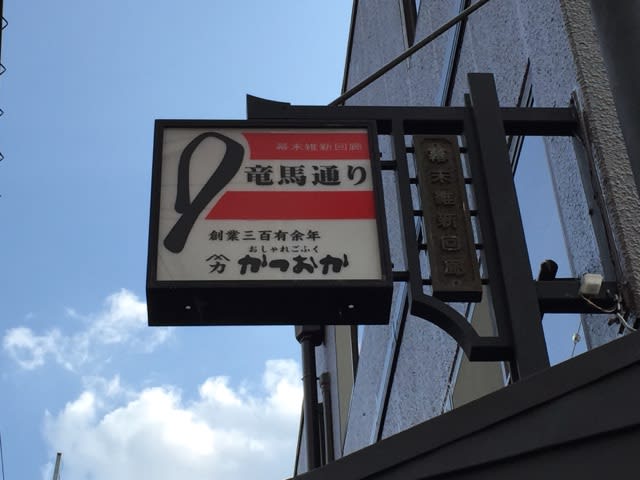 幕末維新回廊
竜馬通り
創業三百有余年
おしゃれごふく
力 かつおか
幕末維新回廊